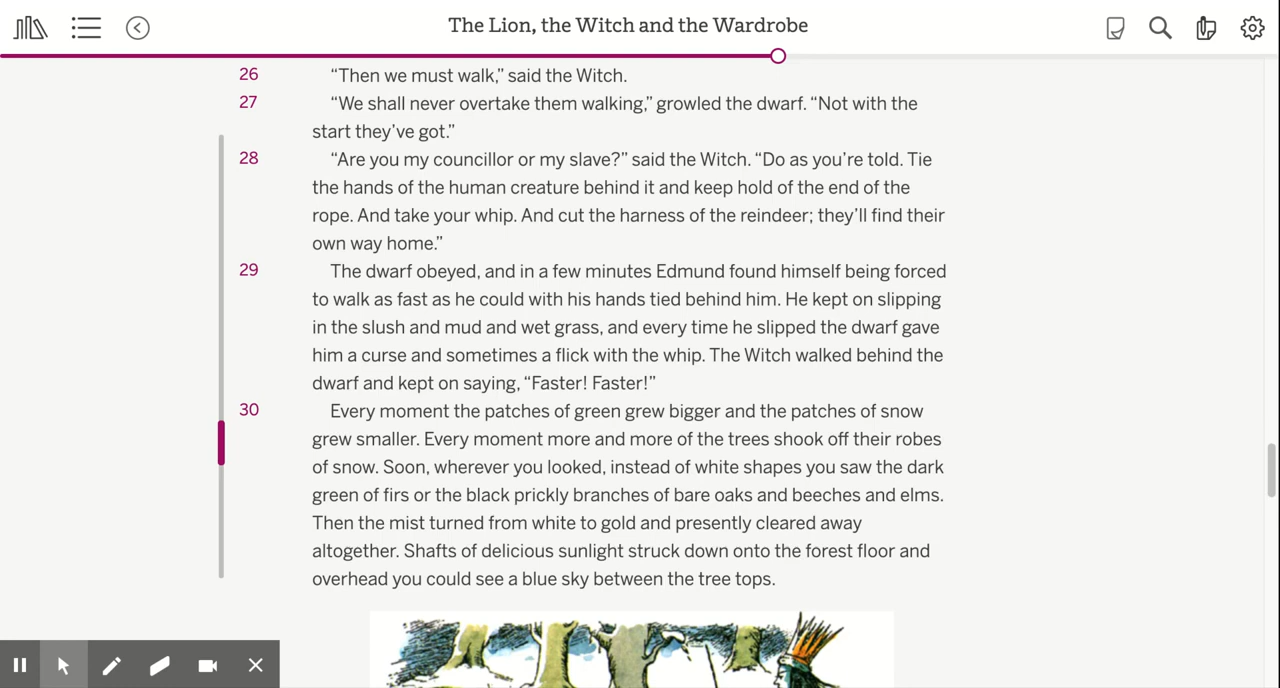 The Lion, the Witch and the Wardrobe
26 “Then we must walk,” said the Witch.
27 “We shall never overtake them walking,” growled the dwarf. “Not with the
start they’ve got.”
28 “Are you my councillor or my slave?” said the Witch. “Do as you’re told. Tie
the hands of the human creature behind it and keep hold of the end of the
rope. And take your whip. And cut the harness of the reindeer; they’ll find their
own way home.”
29 The dwarf obeyed, and in a few minutes Edmund found himself being forced
to walk as fast as he could with his hands tied behind him. He kept on slipping
in the slush and mud and wet grass, and every time he slipped the dwarf gave
him a curse and sometimes a flick with the whip. The Witch walked behind the
dwarf and kept on saying, “Faster! Faster!”
30 Every moment the patches of green grew bigger and the patches of snow
grew smaller. Every moment more and more of the trees shook off their robes
of snow. Soon, wherever you looked, instead of white shapes you saw the dark
green of firs or the black prickly branches of bare oaks and beeches and elms.
Then the mist turned from white to gold and presently cleared away
altogether. Shafts of delicious sunlight struck down onto the forest floor and
overhead you could see a blue sky between the tree tops.